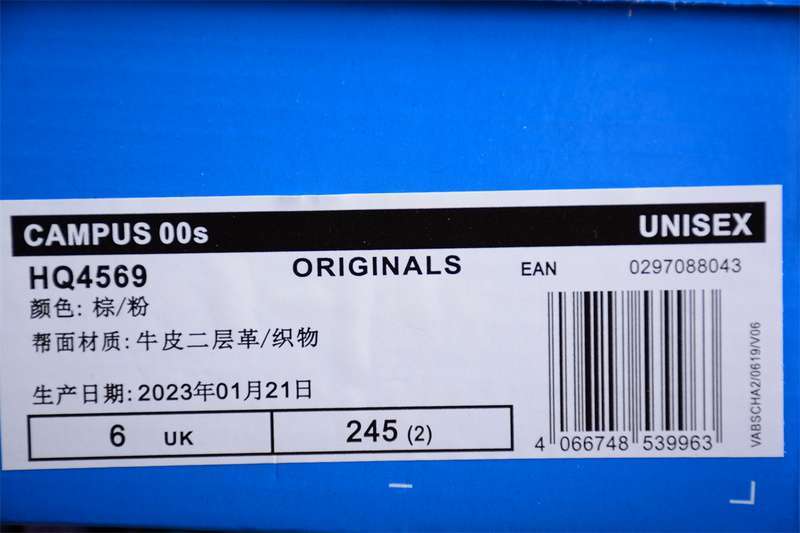 CAMPUS 00s UNISEX
HQ4569 ORIGINALS EAN 0297088043
颜色: 棕/粉
帮面材质: 牛皮二层革/织物
生产日期: 2023年01月21日
6 UK 245 (2)
4 066748 539963
VABSCHA2/0619/V06